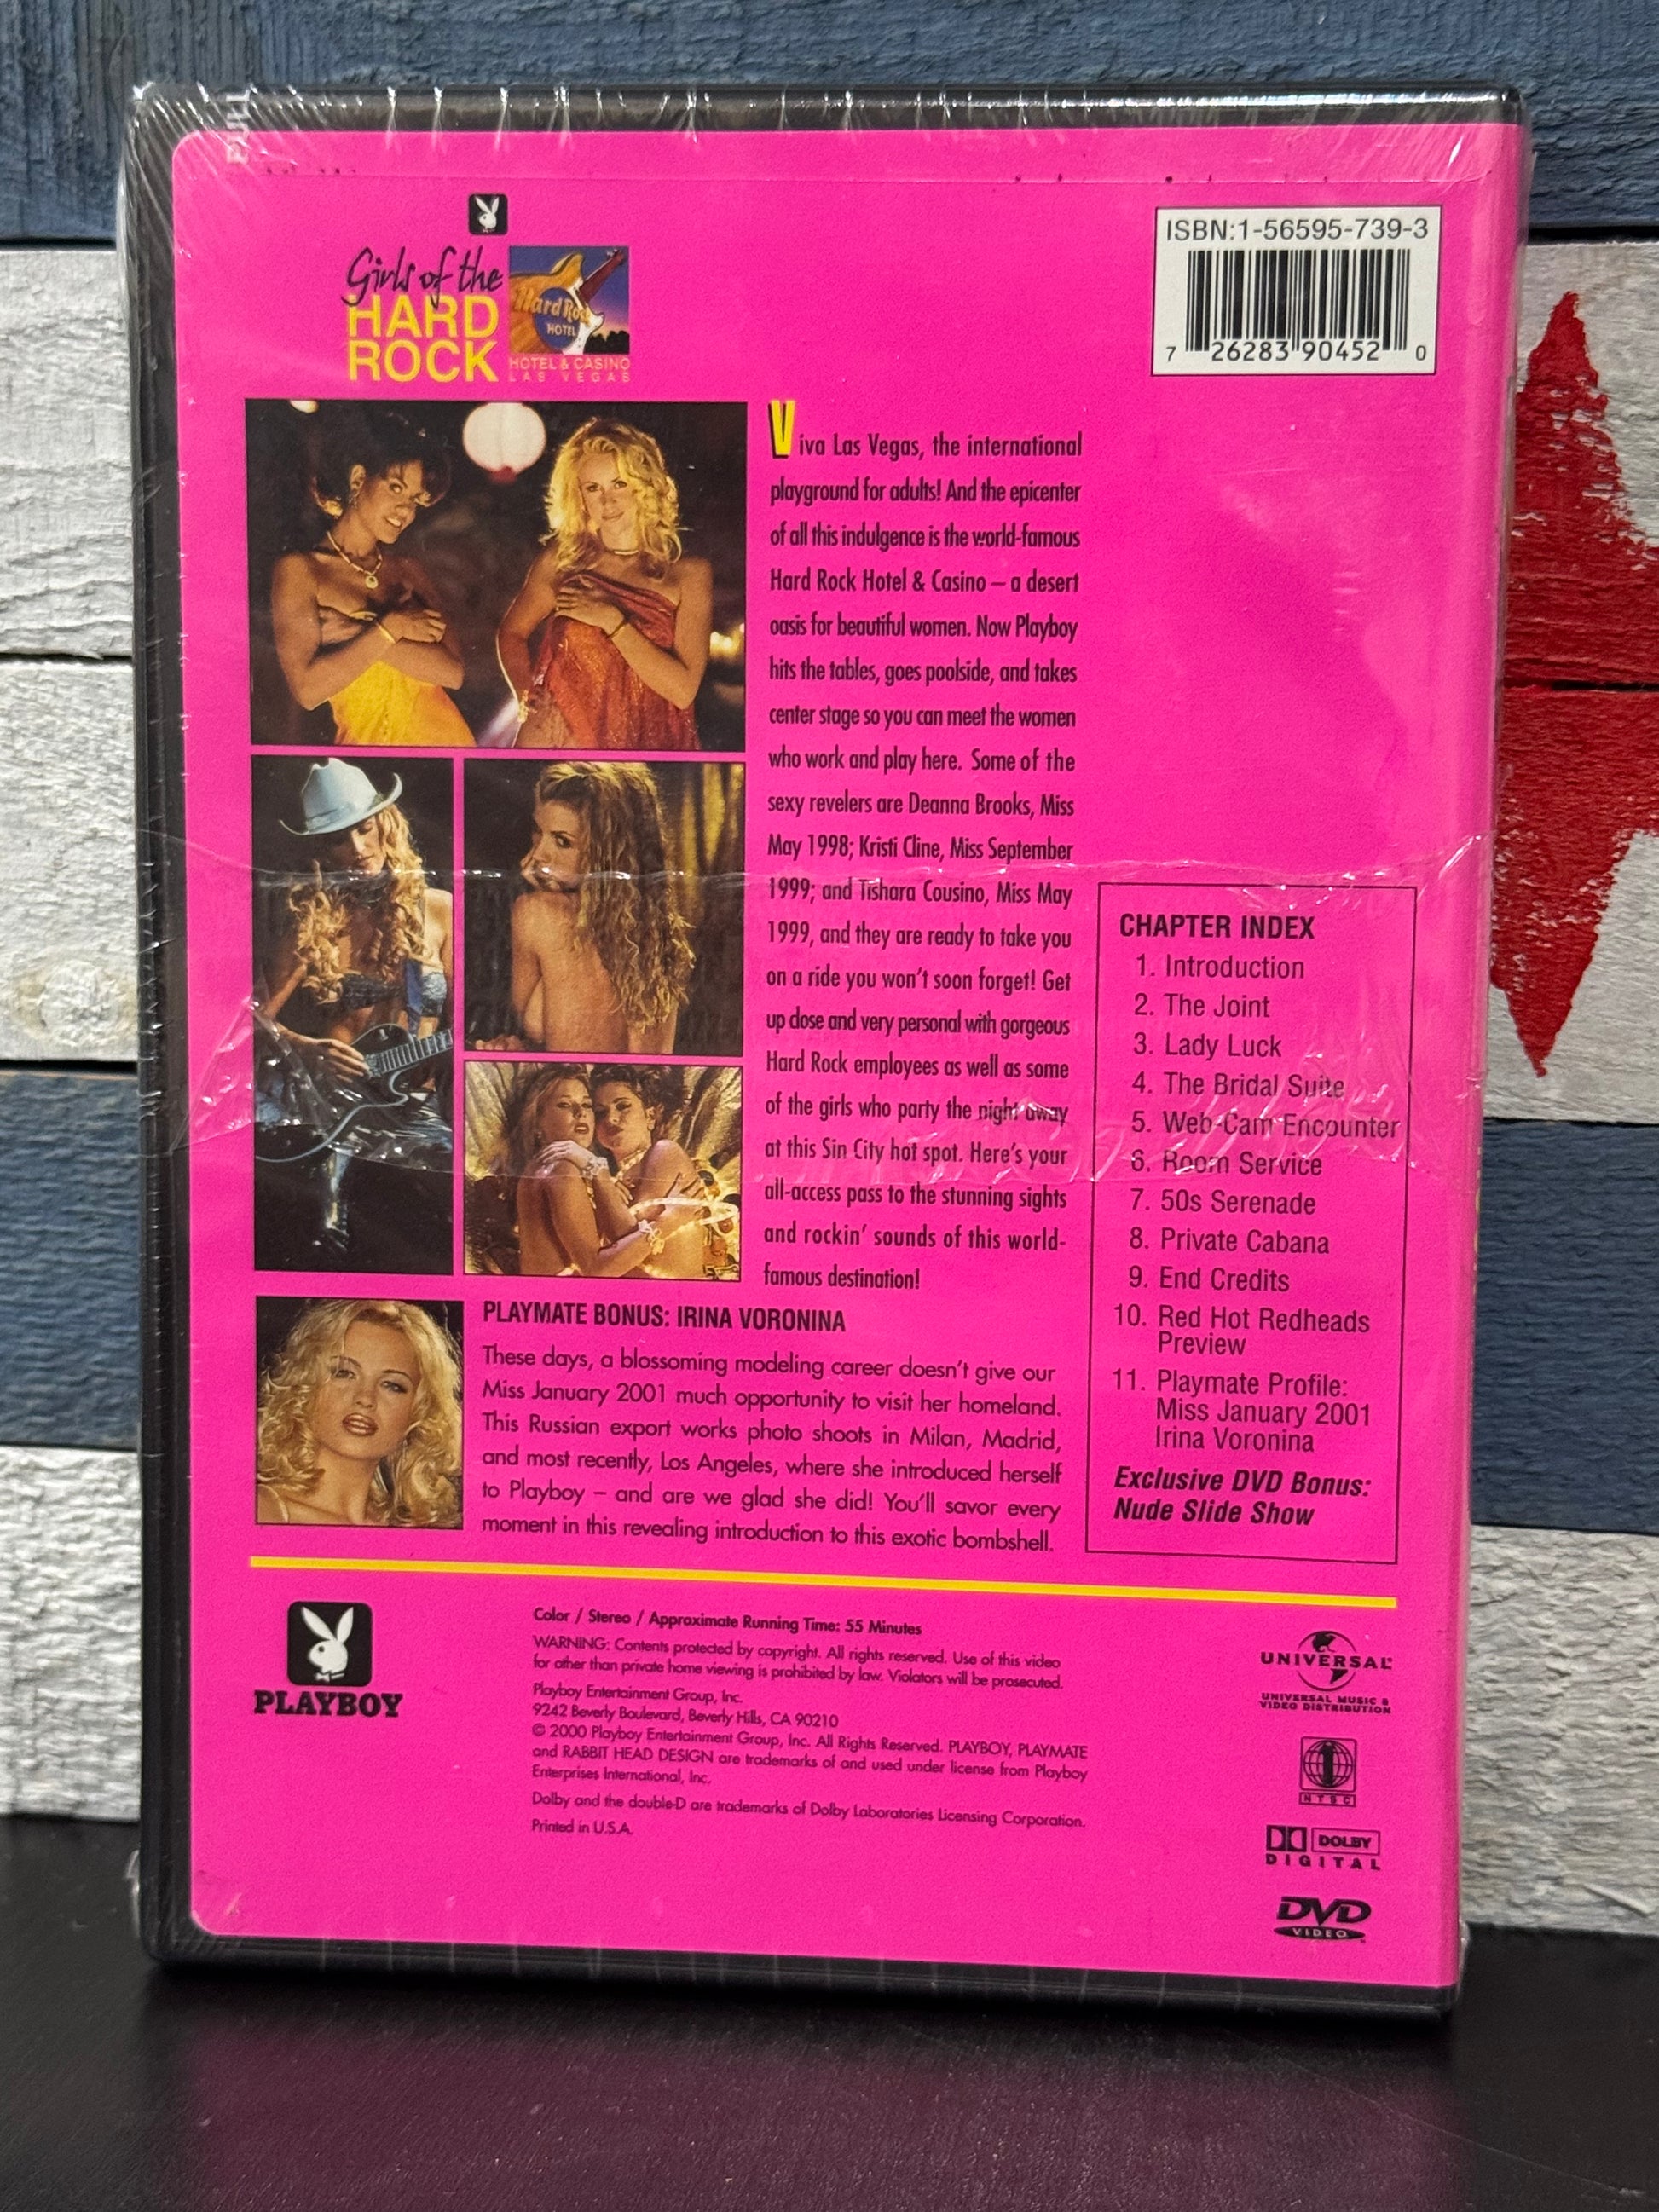 PULL
Girls of the
HARD
ROCK
Hard Rock
HOTEL
HOTEL & CASINO
LAS VEGAS
ISBN:1-56595-739-3
7 26283 90452 0
Viva Las Vegas, the international
playground for adults! And the epicenter
of all this indulgence is the world-famous
Hard Rock Hotel & Casino – a desert
oasis for beautiful women. Now Playboy
hits the tables, goes poolside, and takes
center stage so you can meet the women
who work and play here. Some of the
sexy revelers are Deanna Brooks, Miss
May 1998; Kristi Cline, Miss September
1999; and Tishara Cousino, Miss May
1999, and they are ready to take you
on a ride you won't soon forget! Get
up close and very personal with gorgeous
Hard Rock employees as well as some
of the girls who party the night away
at this Sin City hot spot. Here's your
all-access pass to the stunning sights
and rockin' sounds of this world-
famous destination!
CHAPTER INDEX
1. Introduction
2. The Joint
3. Lady Luck
4. The Bridal Suite
5. Web-Cam Encounter
6. Room Service
7. 50s Serenade
8. Private Cabana
9. End Credits
10. Red Hot Redheads
Preview
11. Playmate Profile:
Miss January 2001
Irina Voronina
Exclusive DVD Bonus:
Nude Slide Show
PLAYMATE BONUS: IRINA VORONINA
These days, a blossoming modeling career doesn't give our
Miss January 2001 much opportunity to visit her homeland.
This Russian export works photo shoots in Milan, Madrid,
and most recently, Los Angeles, where she introduced herself
to Playboy – and are we glad she did! You'll savor every
moment in this revealing introduction to this exotic bombshell.
PLAYBOY
Color / Stereo / Approximate Running Time: 55 Minutes
WARNING: Contents protected by copyright. All rights reserved. Use of this video
for other than private home viewing is prohibited by law. Violators will be prosecuted.
Playboy Entertainment Group, Inc.
9242 Beverly Boulevard, Beverly Hills, CA 90210
© 2000 Playboy Entertainment Group, Inc. All Rights Reserved. PLAYBOY, PLAYMATE
and RABBIT HEAD DESIGN are trademarks of and used under license from Playboy
Enterprises International, Inc.
Dolby and the double-D are trademarks of Dolby Laboratories Licensing Corporation.
Printed in U.S.A.
UNIVERSAL
UNIVERSAL MUSIC &
VIDEO DISTRIBUTION
1
NTSC
DOLBY
DIGITAL
DVD
VIDEO